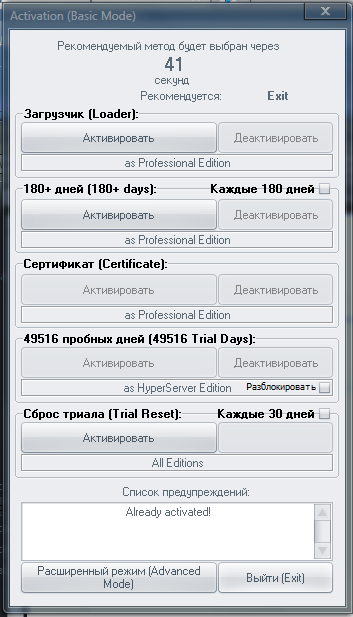 Activation (Basic Mode)
Рекомендуемый метод будет выбран через
41
секунд
Рекомендуется: Exit
Загрузчик (Loader):
Активировать Деактивировать
as Professional Edition
180+ дней (180+ days): Каждые 180 дней
Активировать Деактивировать
as Professional Edition
Сертификат (Certificate):
Активировать Деактивировать
as Professional Edition
49516 пробных дней (49516 Trial Days):
Активировать Деактивировать
as HyperServer Edition Разблокировать
Сброс триала (Trial Reset): Каждые 30 дней
Активировать
All Editions
Список предупреждений:
Already activated!
Расширенный режим (Advanced
Mode)
Выйти (Exit)